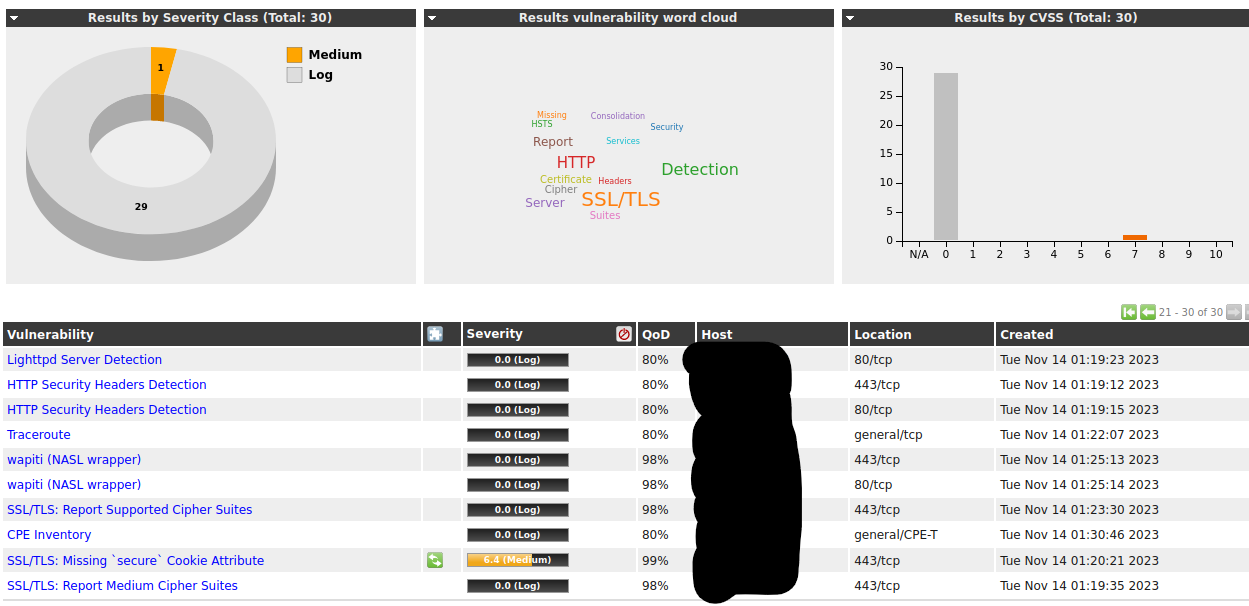 Results by Severity Class (Total: 30)
1
29
Medium
Log
Results vulnerability word cloud
Missing
Consolidation
HSTS
Security
Report
Services
HTTP
Detection
Certificate
Headers
Cipher
SSL/TLS
Server
Suites
Results by CVSS (Total: 30)
30
25
20
15
10
5
0
N/A 0 1 2 3 4 5 6 7 8 9 10
21 - 30 of 30
Vulnerability Severity QoD Host Location Created
Lighttpd Server Detection 0.0 (Log) 80% 80/tcp Tue Nov 14 01:19:23 2023
HTTP Security Headers Detection 0.0 (Log) 80% 443/tcp Tue Nov 14 01:19:12 2023
HTTP Security Headers Detection 0.0 (Log) 80% 80/tcp Tue Nov 14 01:19:15 2023
Traceroute 0.0 (Log) 80% general/tcp Tue Nov 14 01:22:07 2023
wapiti (NASL wrapper) 0.0 (Log) 98% 443/tcp Tue Nov 14 01:25:13 2023
wapiti (NASL wrapper) 0.0 (Log) 98% 80/tcp Tue Nov 14 01:25:14 2023
SSL/TLS: Report Supported Cipher Suites 0.0 (Log) 98% 443/tcp Tue Nov 14 01:23:30 2023
CPE Inventory 0.0 (Log) 80% general/CPE-T Tue Nov 14 01:30:46 2023
SSL/TLS: Missing `secure` Cookie Attribute 6.4 (Medium) 99% 443/tcp Tue Nov 14 01:20:21 2023
SSL/TLS: Report Medium Cipher Suites 0.0 (Log) 98% 443/tcp Tue Nov 14 01:19:35 2023